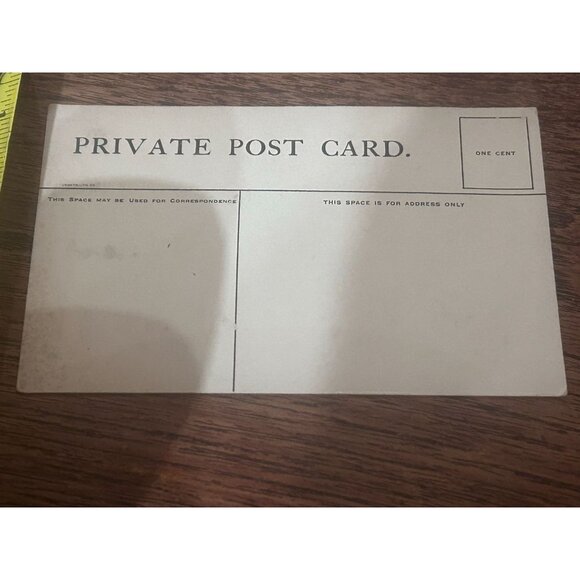 PRIVATE POST CARD.
ONE CENT
THIS SPACE MAY BE USED FOR CORRESPONDENCE
THIS SPACE IS FOR ADDRESS ONLY